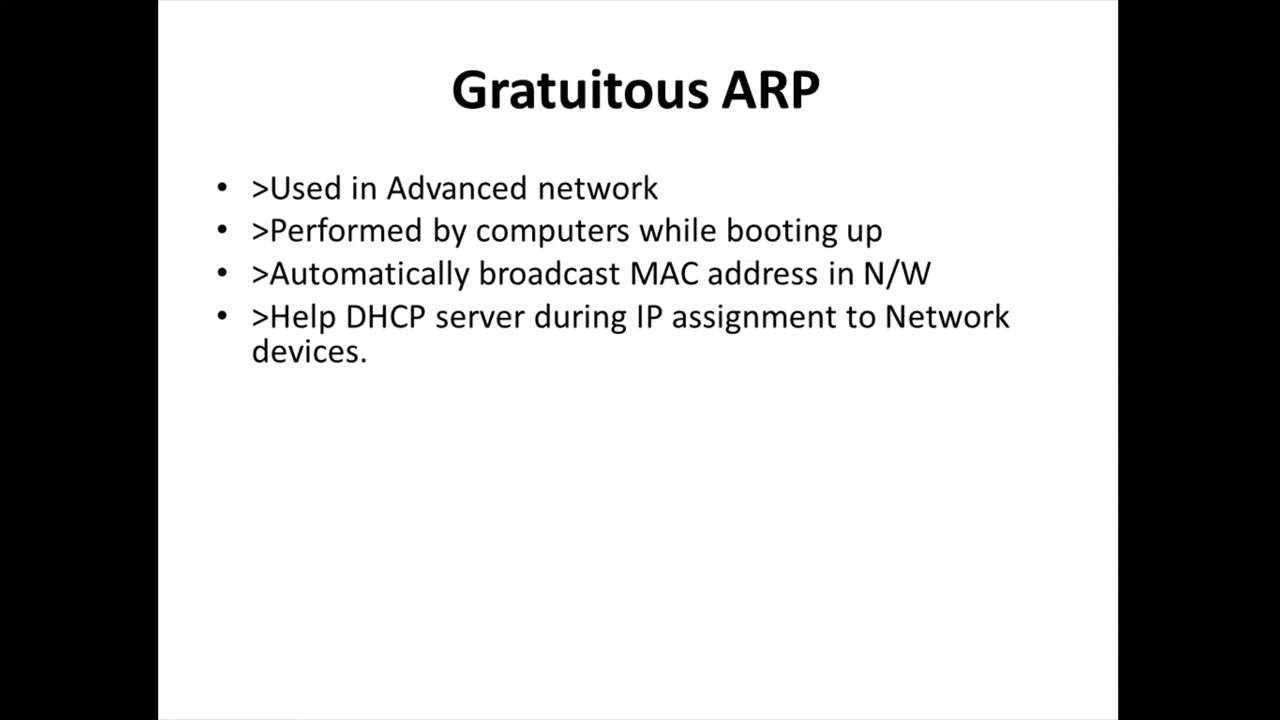 Gratuitous ARP
• >Used in Advanced network
• >Performed by computers while booting up
• >Automatically broadcast MAC address in N/W
• >Help DHCP server during IP assignment to Network
devices.